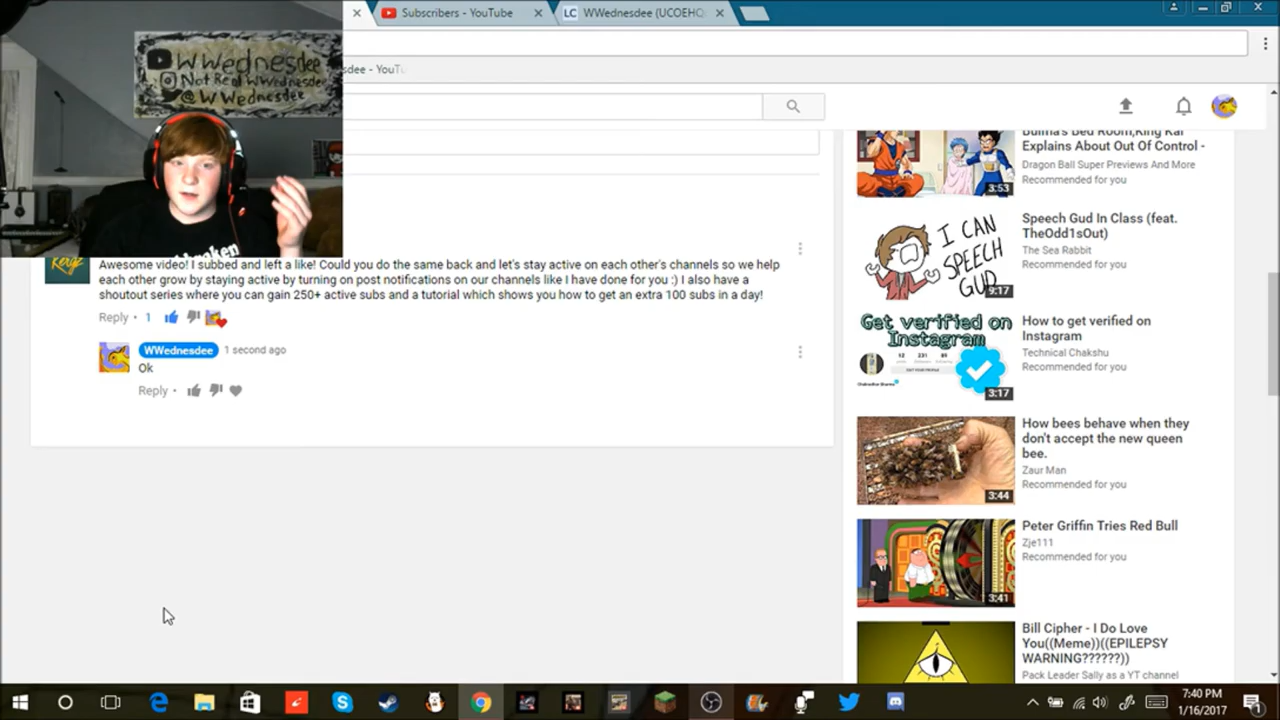 Subscribers - YouTube
WWednesdee (UCOEHQ
WWednesdee
Not Real WWednesdee
@WWednesdee
sdee - YouTu
Kergz
Awesome video! I subbed and left a like! Could you do the same back and let's stay active on each other's channels so we help
each other grow by staying active by turning on post notifications on our channels like I have done for you :) I also have a
shoutout series where you can gain 250+ active subs and a tutorial which shows you how to get an extra 100 subs in a day!
Reply • 1
WWednesdee 1 second ago
Ok
Reply •
Bulma's Bed Room,King Kai
Explains About Out Of Control -
Dragon Ball Super Previews And More
Recommended for you
3:53
I CAN
SPEECH
GUD
9:17
Speech Gud In Class (feat.
TheOdd1sOut)
The Sea Rabbit
Recommended for you
Get verified on
Instagram
3:17
How to get verified on
Instagram
Technical Chakshu
Recommended for you
3:44
How bees behave when they
don't accept the new queen
bee.
Zaur Man
Recommended for you
3:41
Peter Griffin Tries Red Bull
Zje111
Recommended for you
Bill Cipher - I Do Love
You((Meme))((EPILEPSY
WARNING??????))
Pack Leader Sally as a YT channel
7:40 PM
1/16/2017